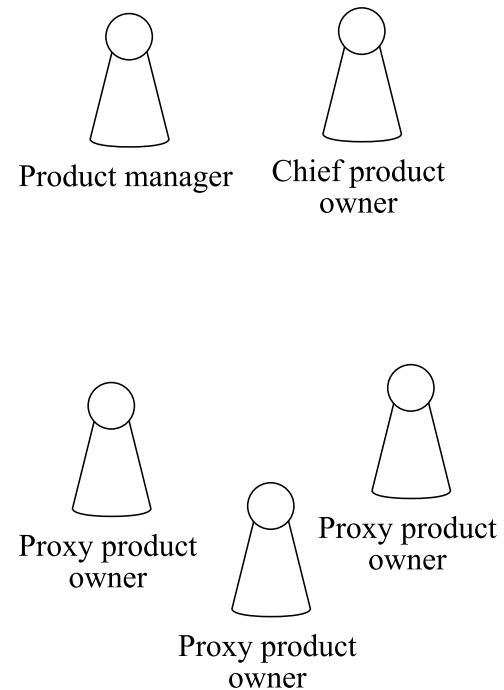 Product manager
Chief product
owner
Proxy product
owner
Proxy product
owner
Proxy product
owner